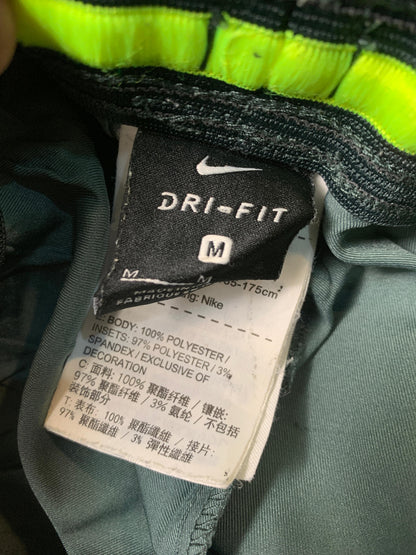 DRI-FIT
M
M M
65-175cm
FABRIQU
Nike
E: BODY: 100% POLYESTER /
INSETS: 97% POLYESTER / 3%
SPANDEX / EXCLUSIVE OF
DECORATION
C: 面料: 100% 聚酯纤维 / 镶嵌:
97% 聚酯纤维 / 3% 氨纶 / 不包括
装饰部分
T: 表布: 100% 聚酯纖維 / 接片:
97% 聚酯纖維 / 3% 彈性纖維